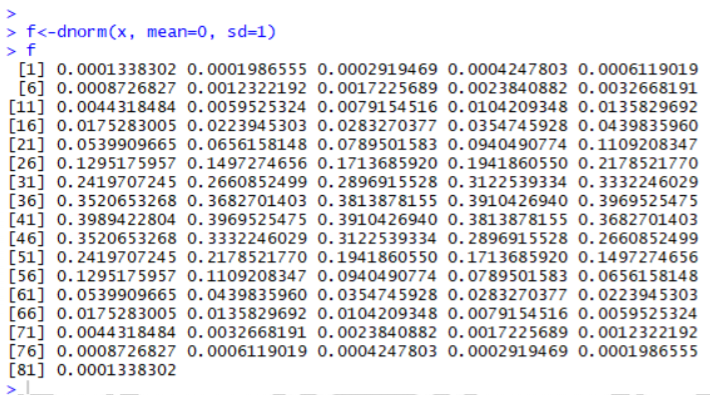 >
> f<-dnorm(x, mean=0, sd=1)
> f
 [1] 0.0001338302 0.0001986555 0.0002919469 0.0004247803 0.0006119019
 [6] 0.0008726827 0.0012322192 0.0017225689 0.0023840882 0.0032668191
[11] 0.0044318484 0.0059525324 0.0079154516 0.0104209348 0.0135829692
[16] 0.0175283005 0.0223945303 0.0283270377 0.0354745928 0.0439835960
[21] 0.0539909665 0.0656158148 0.0789501583 0.0940490774 0.1109208347
[26] 0.1295175957 0.1497274656 0.1713685920 0.1941860550 0.2178521770
[31] 0.2419707245 0.2660852499 0.2896915528 0.3122539334 0.3332246029
[36] 0.3520653268 0.3682701403 0.3813878155 0.3910426940 0.3969525475
[41] 0.3989422804 0.3969525475 0.3910426940 0.3813878155 0.3682701403
[46] 0.3520653268 0.3332246029 0.3122539334 0.2896915528 0.2660852499
[51] 0.2419707245 0.2178521770 0.1941860550 0.1713685920 0.1497274656
[56] 0.1295175957 0.1109208347 0.0940490774 0.0789501583 0.0656158148
[61] 0.0539909665 0.0439835960 0.0354745928 0.0283270377 0.0223945303
[66] 0.0175283005 0.0135829692 0.0104209348 0.0079154516 0.0059525324
[71] 0.0044318484 0.0032668191 0.0023840882 0.0017225689 0.0012322192
[76] 0.0008726827 0.0006119019 0.0004247803 0.0002919469 0.0001986555
[81] 0.0001338302
>